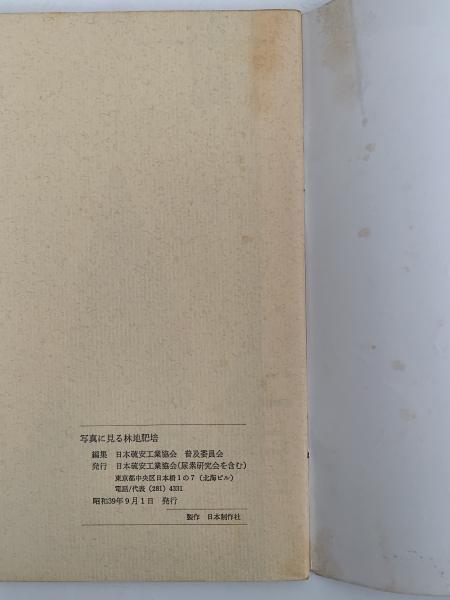 写真に見る林地肥培
編集 日本硫安工業協会 普及委員会
発行 日本硫安工業協会(尿素研究会を含む)
東京都中央区日本橋1の7(北海ビル)
電話/代表(281)4331
昭和39年9月1日 発行
製作 日本制作社